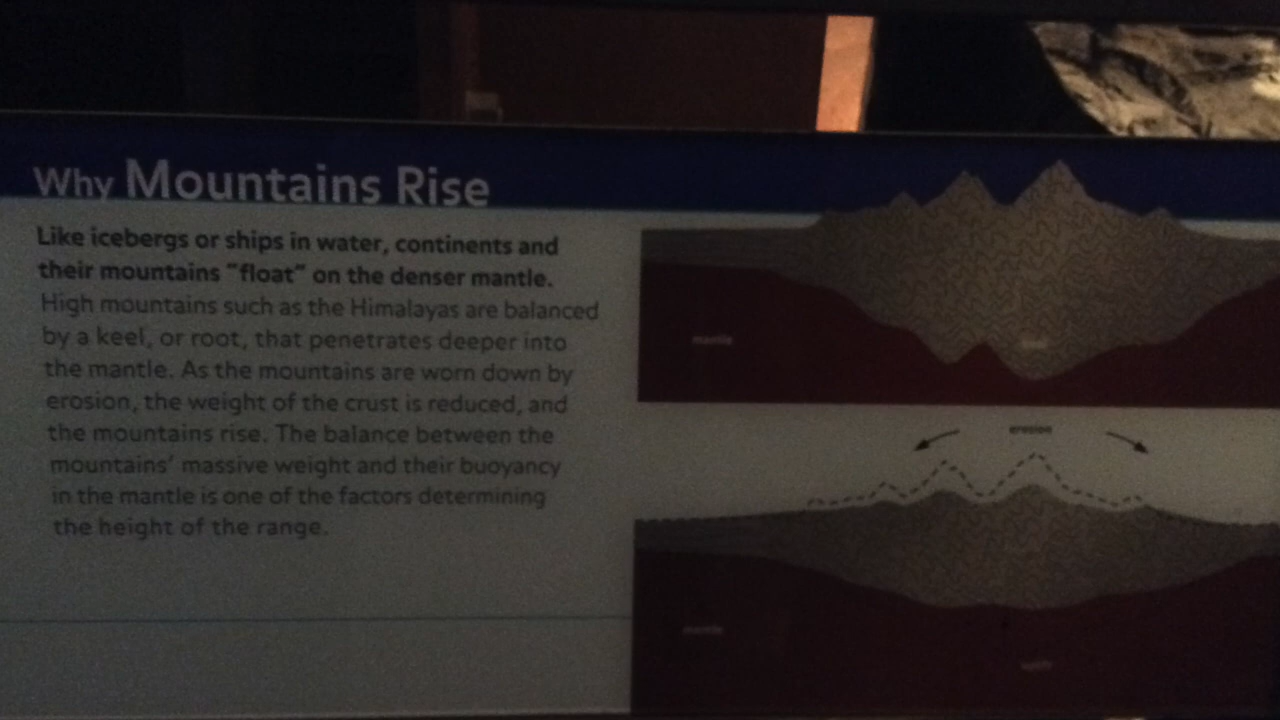 Why Mountains Rise
Like icebergs or ships in water, continents and
their mountains "float" on the denser mantle.
High mountains such as the Himalayas are balanced
by a keel, or root, that penetrates deeper into
the mantle. As the mountains are worn down by
erosion, the weight of the crust is reduced, and
the mountains rise. The balance between the
mountains' massive weight and their buoyancy
in the mantle is one of the factors determining
the height of the range.
mantle
erosion
mantle